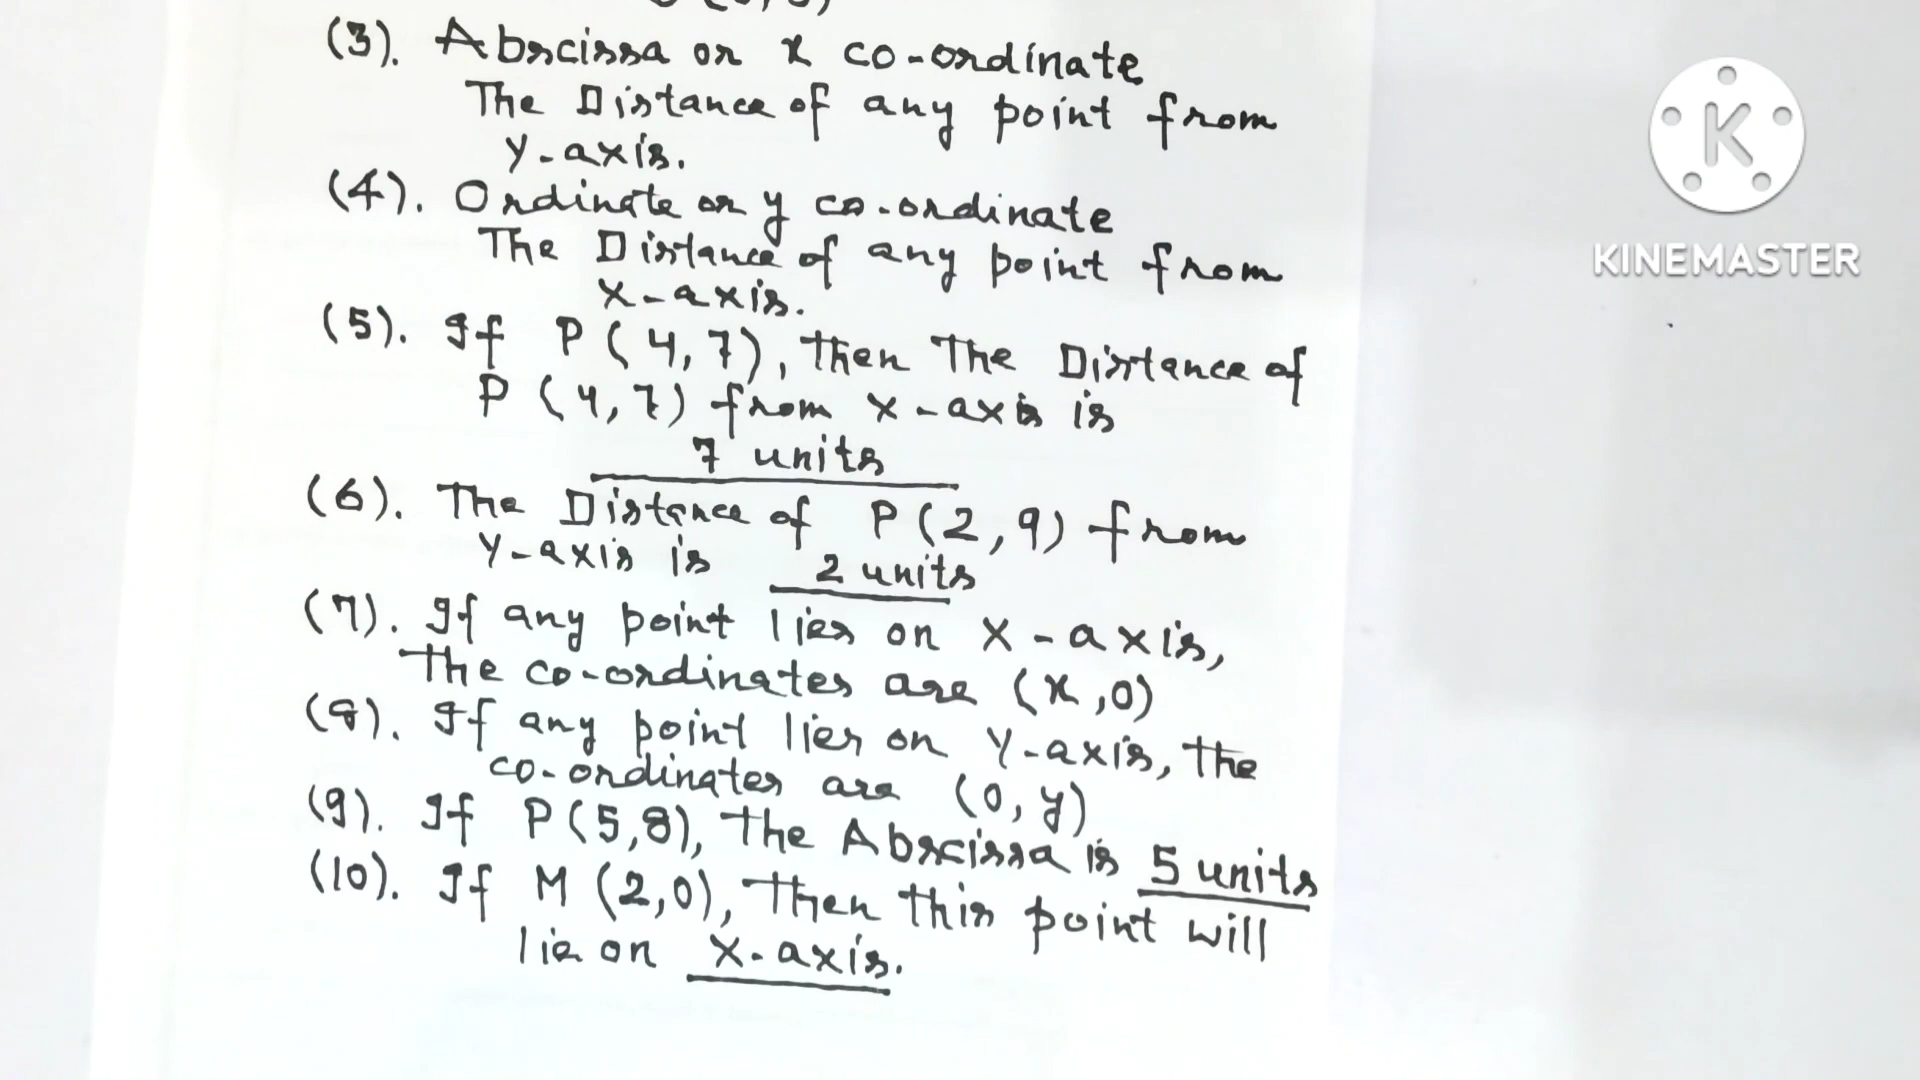 (3). Abscissa or x co-ordinate
The Distance of any point from
Y-axis.
(4). Ordinate or y co-ordinate
The Distance of any point from
X-axis.
(5). If P(4,7), then The Distance of
P(4,7) from X-axis is
7 units
(6). The Distance of P(2,9) from
Y-axis is 2 units
(7). If any point lies on X-axis,
The co-ordinates are (x,0)
(8). If any point lies on Y-axis, the
co-ordinates are (0,y)
(9). If P(5,8), the Abscissa is 5 units
(10). If M(2,0), then this point will
lie on X-axis.
K
KINEMASTER